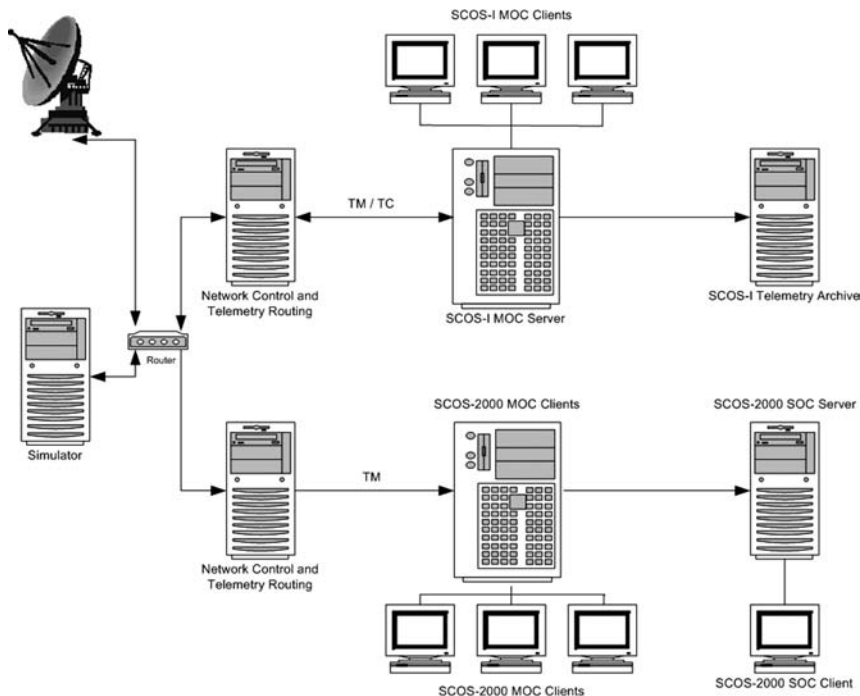 SCOS-I MOC Clients
TM / TC
Network Control and
Telemetry Routing
SCOS-I MOC Server
SCOS-I Telemetry Archive
Router
Simulator
SCOS-2000 MOC Clients
SCOS-2000 SOC Server
TM
Network Control and
Telemetry Routing
SCOS-2000 MOC Clients
SCOS-2000 SOC Client